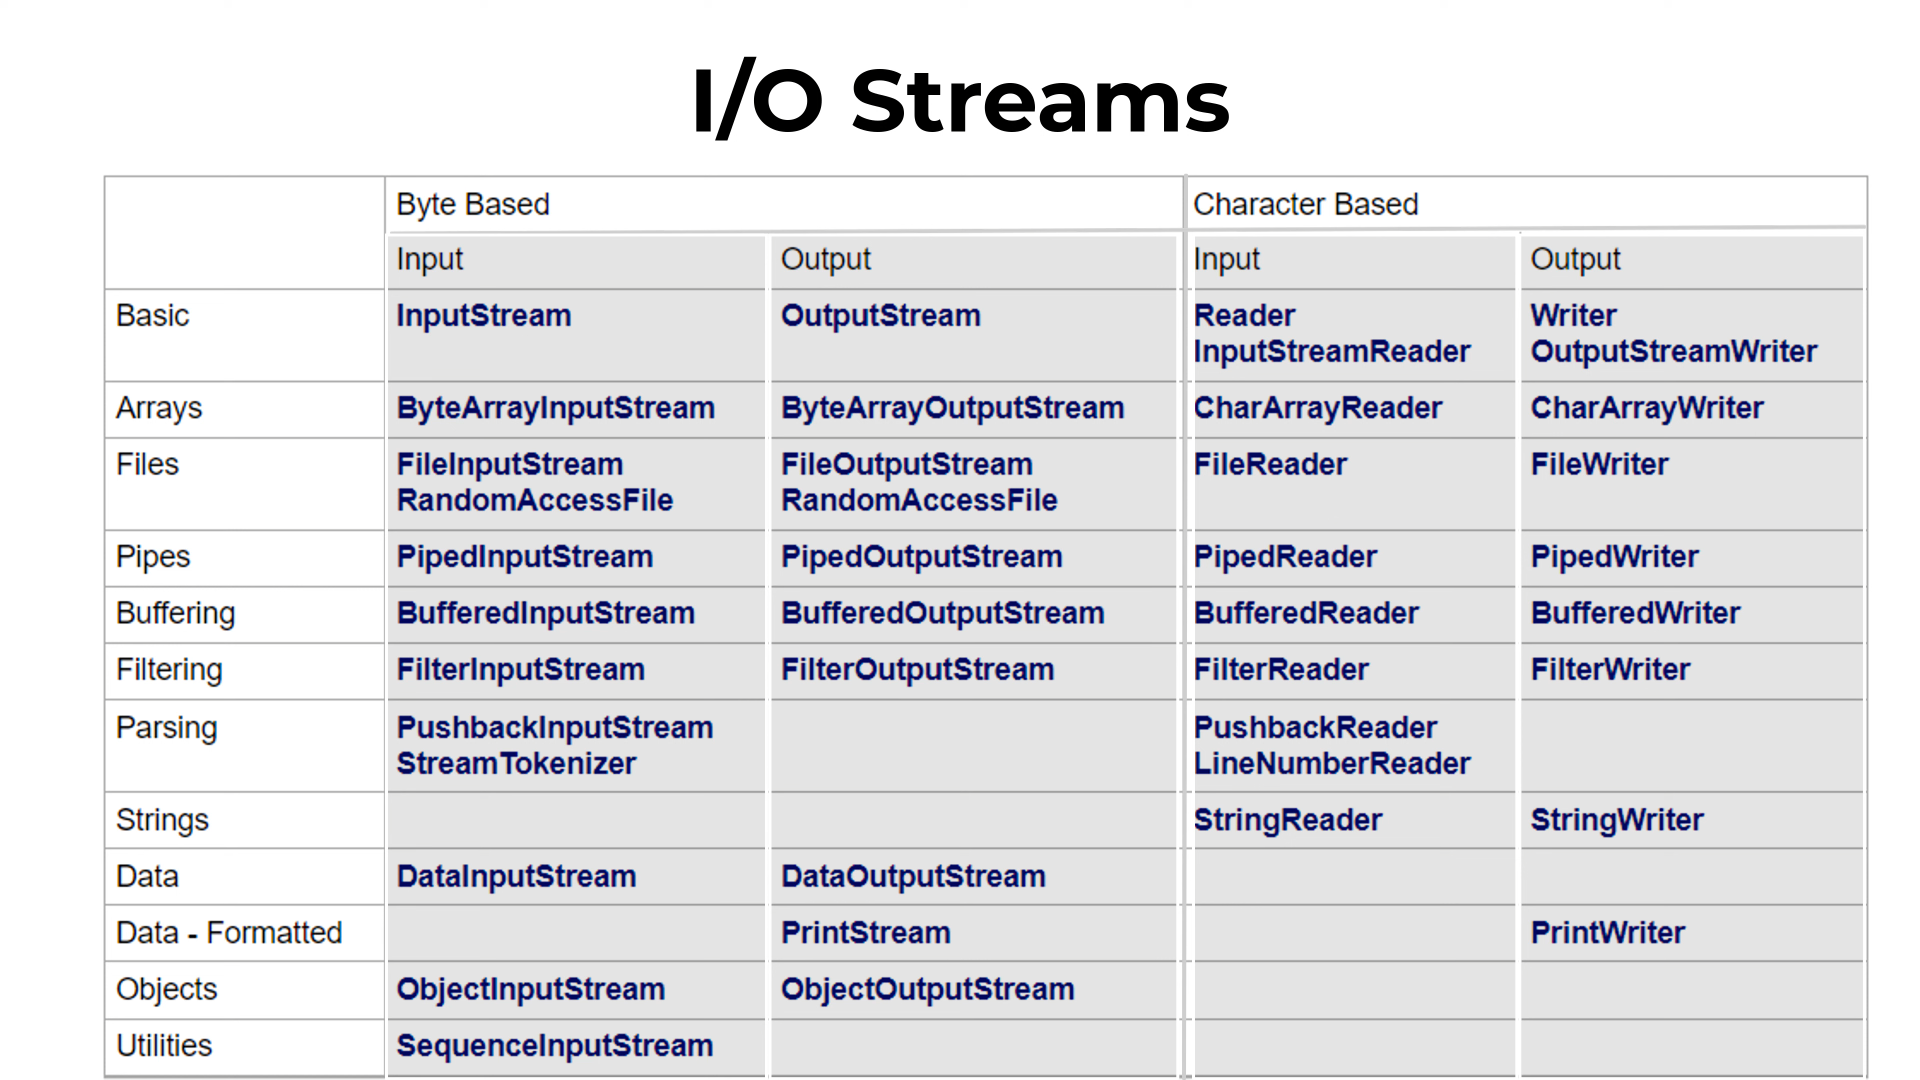 I/O Streams
Byte Based Character Based
Input Output Input Output
Basic InputStream OutputStream Reader Writer
InputStreamReader OutputStreamWriter
Arrays ByteArrayInputStream ByteArrayOutputStream CharArrayReader CharArrayWriter
Files FileInputStream FileOutputStream FileReader FileWriter
RandomAccessFile RandomAccessFile
Pipes PipedInputStream PipedOutputStream PipedReader PipedWriter
Buffering BufferedInputStream BufferedOutputStream BufferedReader BufferedWriter
Filtering FilterInputStream FilterOutputStream FilterReader FilterWriter
Parsing PushbackInputStream PushbackReader
StreamTokenizer LineNumberReader
Strings StringReader StringWriter
Data DataInputStream DataOutputStream
Data - Formatted PrintStream PrintWriter
Objects ObjectInputStream ObjectOutputStream
Utilities SequenceInputStream